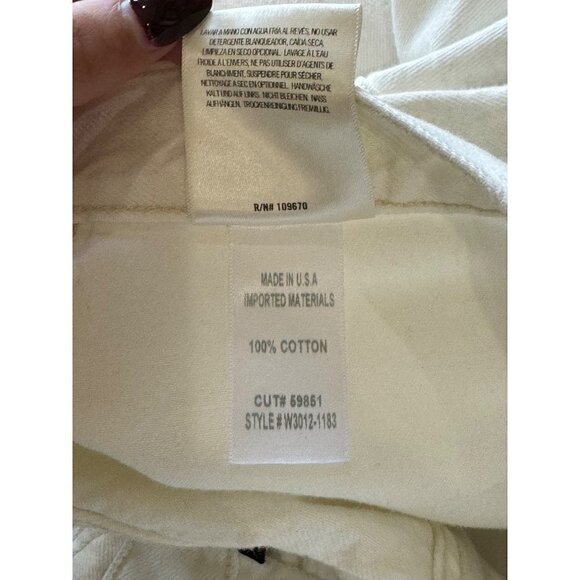 LAVAR A MANO CON AGUA FRIA AL REVÉS, NO USAR
DETERGENTE BLANQUEADOR, CAÍDA SECA,
LIMPIEZA EN SECO OPCIONAL. LAVAGE À L'EAU
FROIDE À L'ENVERS, NE PAS UTILISER D'AGENTS DE
BLANCHIMENT, SUSPENDRE POUR SÉCHER,
NETTOYAGE A SEC EN OPTIONNEL. HANDWÄSCHE
KALT UND AUF LINKS. NICHT BLEICHEN. NASS
AUFHÄNGEN. TROCKENREINIGUNG FREIWILLIG.
R/N# 109670
MADE IN U.S.A
IMPORTED MATERIALS
100% COTTON
CUT# 59851
STYLE # W3012-1183